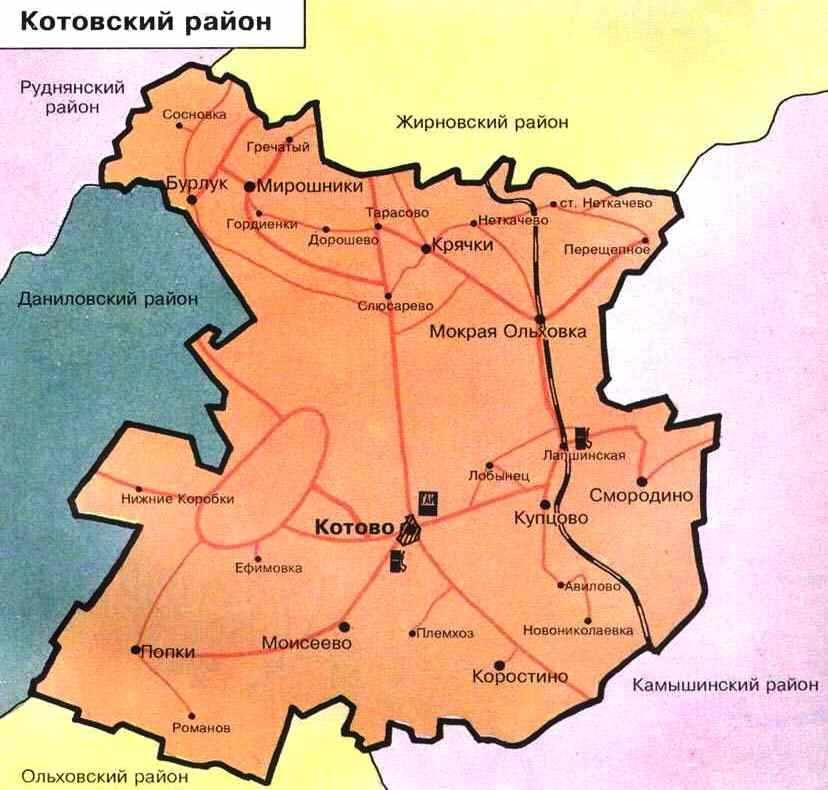 Котовский район
Руднянский
район
Сосновка
Жирновский район
Гречатый
Бурлук
Мирошники
ст. Неткачево
Тарасово
Гордиенки
Неткачево
Дорошево
Крячки
Перещепное
Даниловский район
Слюсарево
Мокрая Ольховка
Лапшинская
Лобынец
Нижние Коробки
Смородино
Котово
Купцово
Ефимовка
Авилово
Моисеево
Племхоз
Новониколаевка
Попки
Коростино
Камышинский район
Романов
Ольховский район